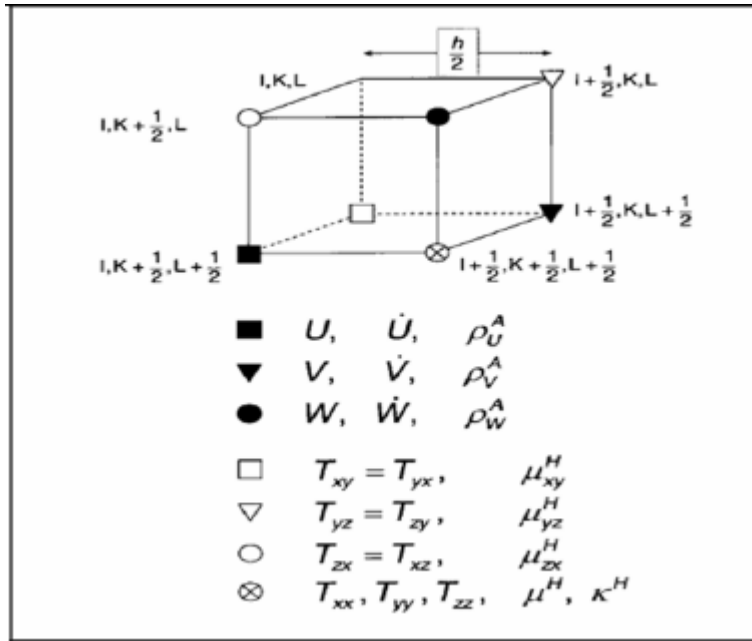 h/2
I,K,L
I+1/2,K,L
I,K+1/2,L
I+1/2,K,L+1/2
I,K+1/2,L+1/2
I+1/2,K+1/2,L+1/2
■ U, U̇, ρ_U^A
▼ V, V̇, ρ_V^A
● W, Ẇ, ρ_W^A
□ T_xy = T_yx, μ_xy^H
▽ T_yz = T_zy, μ_yz^H
○ T_zx = T_xz, μ_zx^H
⊗ T_xx, T_yy, T_zz, μ^H, κ^H